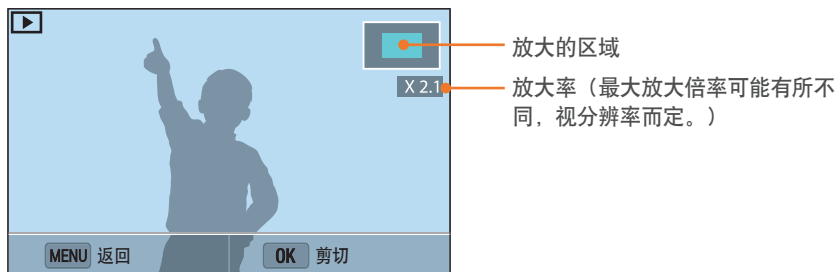 放大的区域
X 2.1
放大率（最大放大倍率可能有所不
同，视分辨率而定。）
MENU 返回
OK 剪切